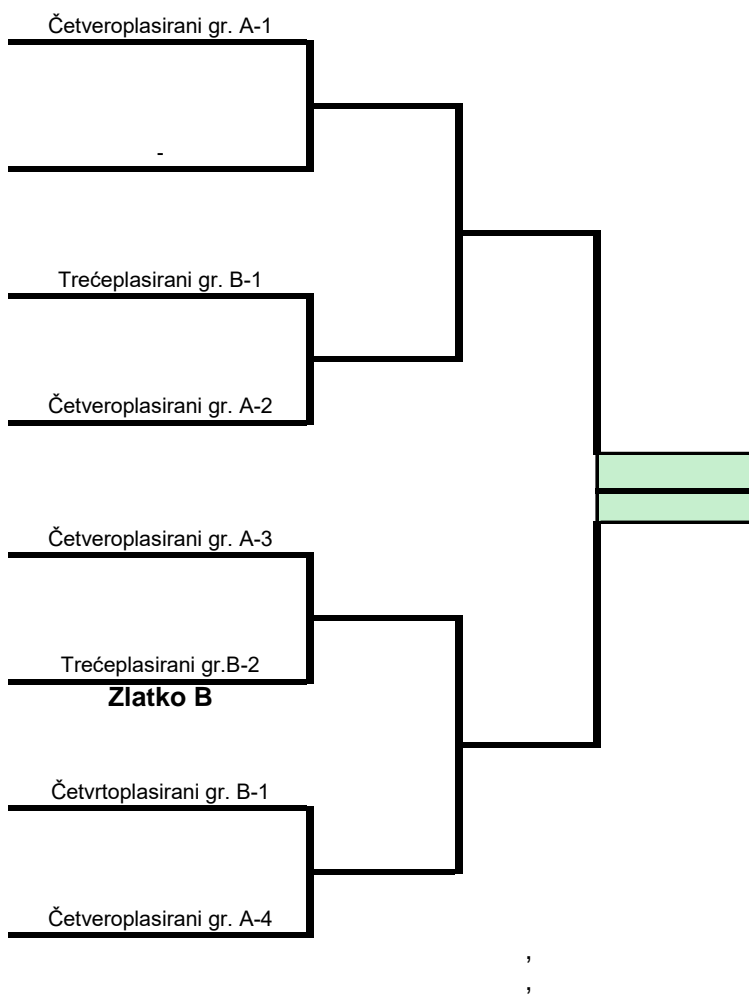 Četveroplasirani gr. A-1
-
Trećeplasirani gr. B-1
Četveroplasirani gr. A-2
Četveroplasirani gr. A-3
Trećeplasirani gr.B-2
Zlatko B
Četvrtoplasirani gr. B-1
Četveroplasirani gr. A-4
,
,